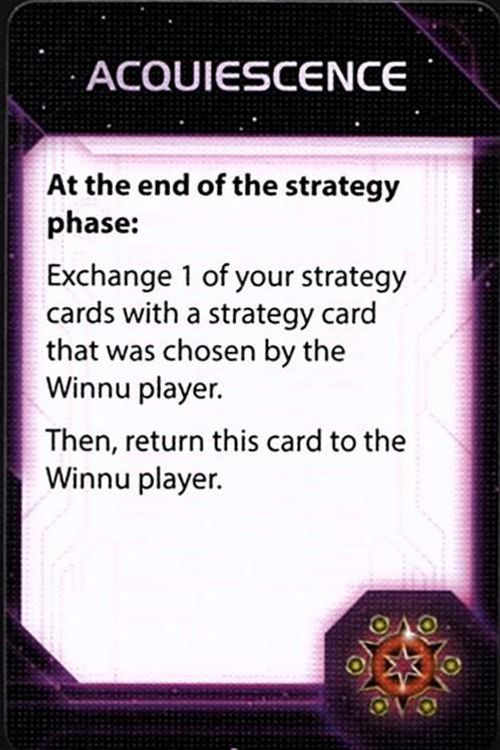 ACQUIESCENCE
At the end of the strategy
phase:
Exchange 1 of your strategy
cards with a strategy card
that was chosen by the
Winnu player.
Then, return this card to the
Winnu player.